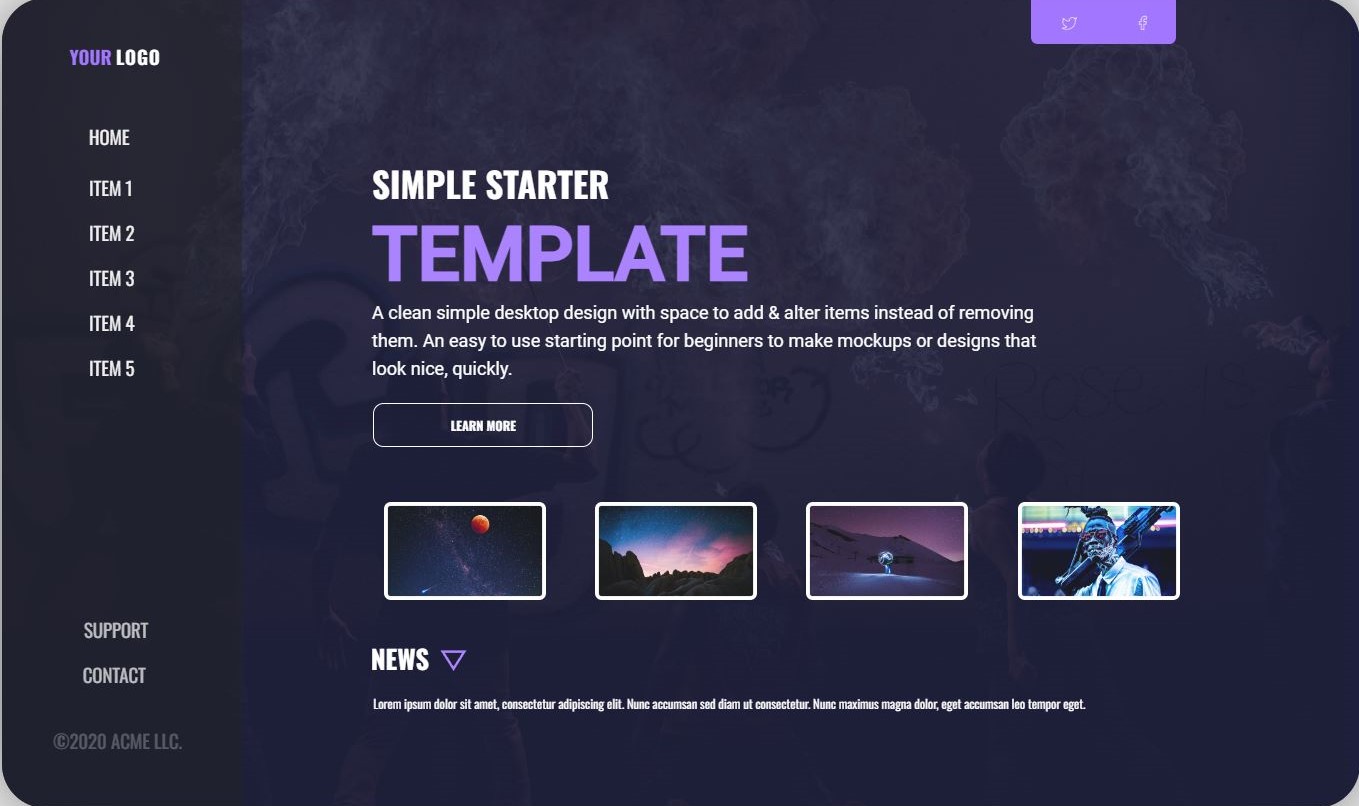 YOUR LOGO
HOME
ITEM 1
ITEM 2
ITEM 3
ITEM 4
ITEM 5
SUPPORT
CONTACT
©2020 ACME LLC.
SIMPLE STARTER
TEMPLATE
A clean simple desktop design with space to add & alter items instead of removing
them. An easy to use starting point for beginners to make mockups or designs that
look nice, quickly.
LEARN MORE
NEWS
Lorem ipsum dolor sit amet, consectetur adipiscing elit. Nunc accumsan sed diam ut consectetur. Nunc maximus magna dolor, eget accumsan leo tempor eget.